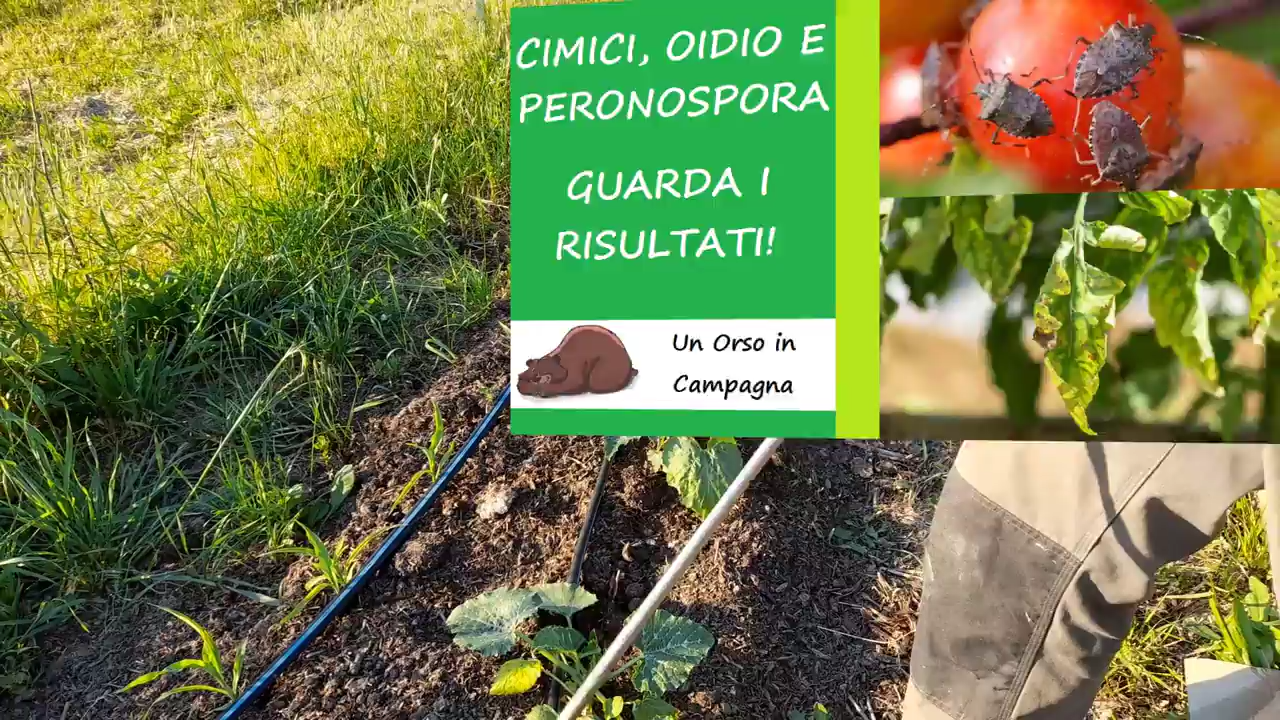 CIMICI, OIDIO E
PERONOSPORA
GUARDA I
RISULTATI!
Un Orso in
Campagna